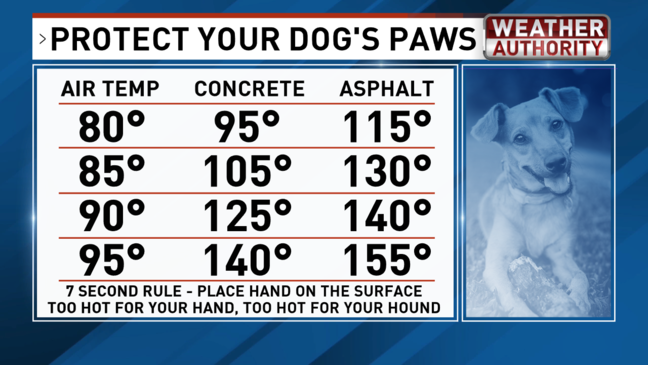 PROTECT YOUR DOG'S PAWS
WEATHER
AUTHORITY
AIR TEMP CONCRETE ASPHALT
80° 95° 115°
85° 105° 130°
90° 125° 140°
95° 140° 155°
7 SECOND RULE - PLACE HAND ON THE SURFACE
TOO HOT FOR YOUR HAND, TOO HOT FOR YOUR HOUND